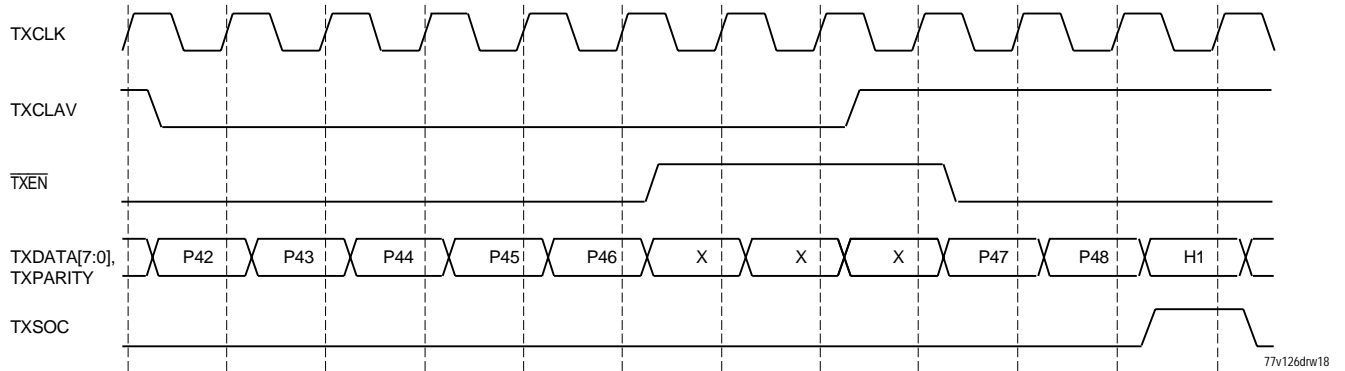 TXCLK
TXCLAV
TXEN
TXDATA[7:0], P42 P43 P44 P45 P46 X X X P47 P48 H1
TXPARITY
TXSOC
77v126drw18